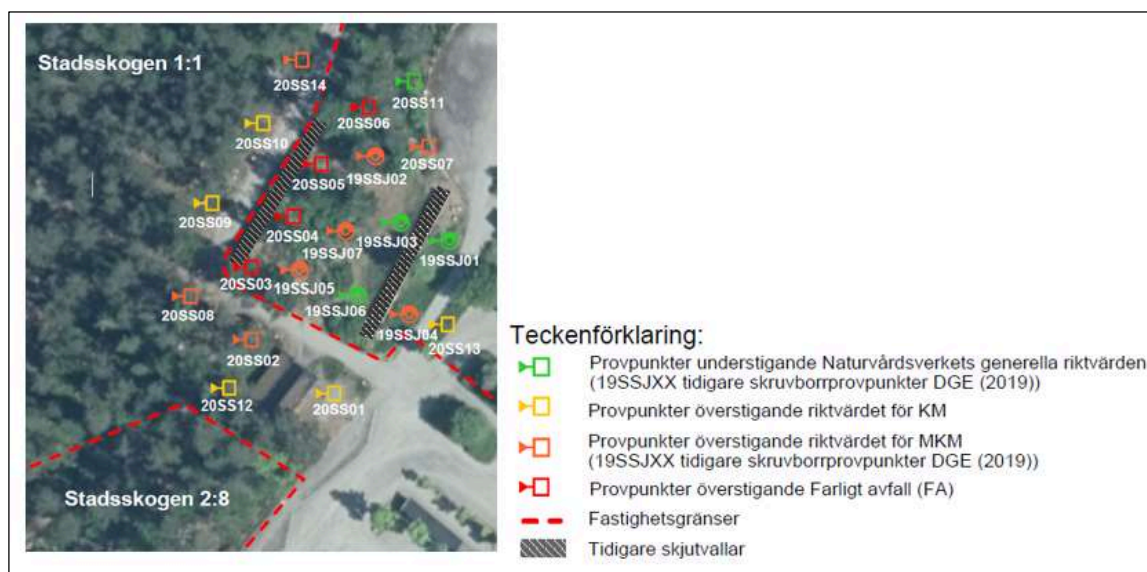 Stadsskogen 1:1
20SS14
20SS11
20SS06
20SS10
20SS07
20SS05
19SSJ02
20SS09
20SS04
19SSJ03
19SSJ07
19SSJ01
20SS03
19SSJ05
19SSJ06
20SS08
19SSJ04
20SS13
20SS02
20SS12
20SS01
Stadsskogen 2:8
Teckenförklaring:
Provpunkter understigande Naturvårdsverkets generella riktvärden
(19SSJXX tidigare skruvborrprovpunkter DGE (2019))
Provpunkter överstigande riktvärdet för KM
Provpunkter överstigande riktvärdet för MKM
(19SSJXX tidigare skruvborrprovpunkter DGE (2019))
Provpunkter överstigande Farligt avfall (FA)
Fastighetsgränser
Tidigare skjutvallar